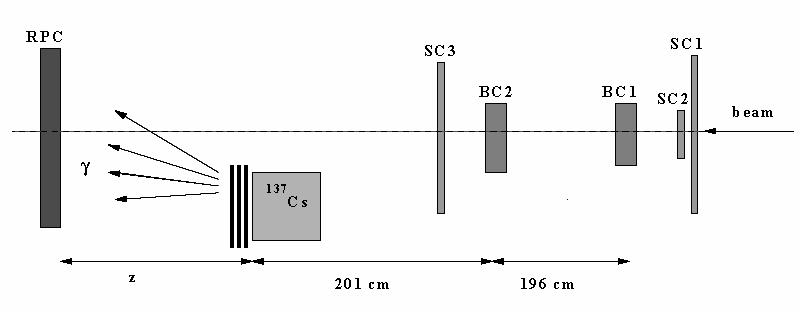 RPC
SC3
SC1
BC2
BC1
SC2
beam
γ
137
Cs
z
201 cm
196 cm